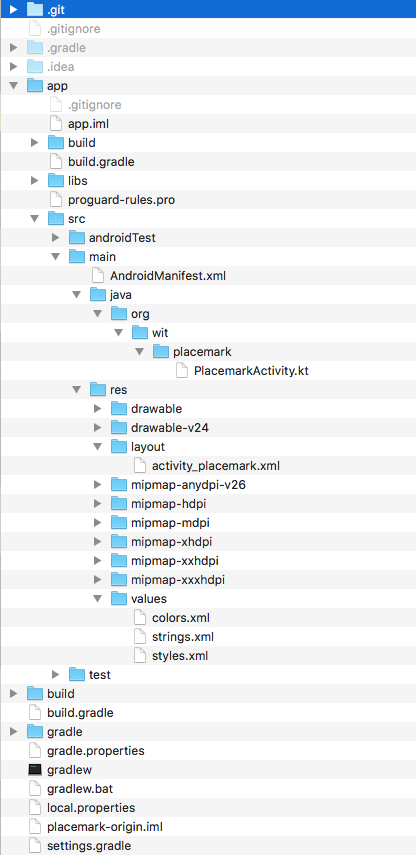 .git
.gitignore
.gradle
.idea
app
.gitignore
app.iml
build
build.gradle
libs
proguard-rules.pro
src
androidTest
main
AndroidManifest.xml
java
org
wit
placemark
PlacemarkActivity.kt
res
drawable
drawable-v24
layout
activity_placemark.xml
mipmap-anydpi-v26
mipmap-hdpi
mipmap-mdpi
mipmap-xhdpi
mipmap-xxhdpi
mipmap-xxxhdpi
values
colors.xml
strings.xml
styles.xml
test
build
build.gradle
gradle
gradle.properties
gradlew
gradlew.bat
local.properties
placemark-origin.iml
settings.gradle